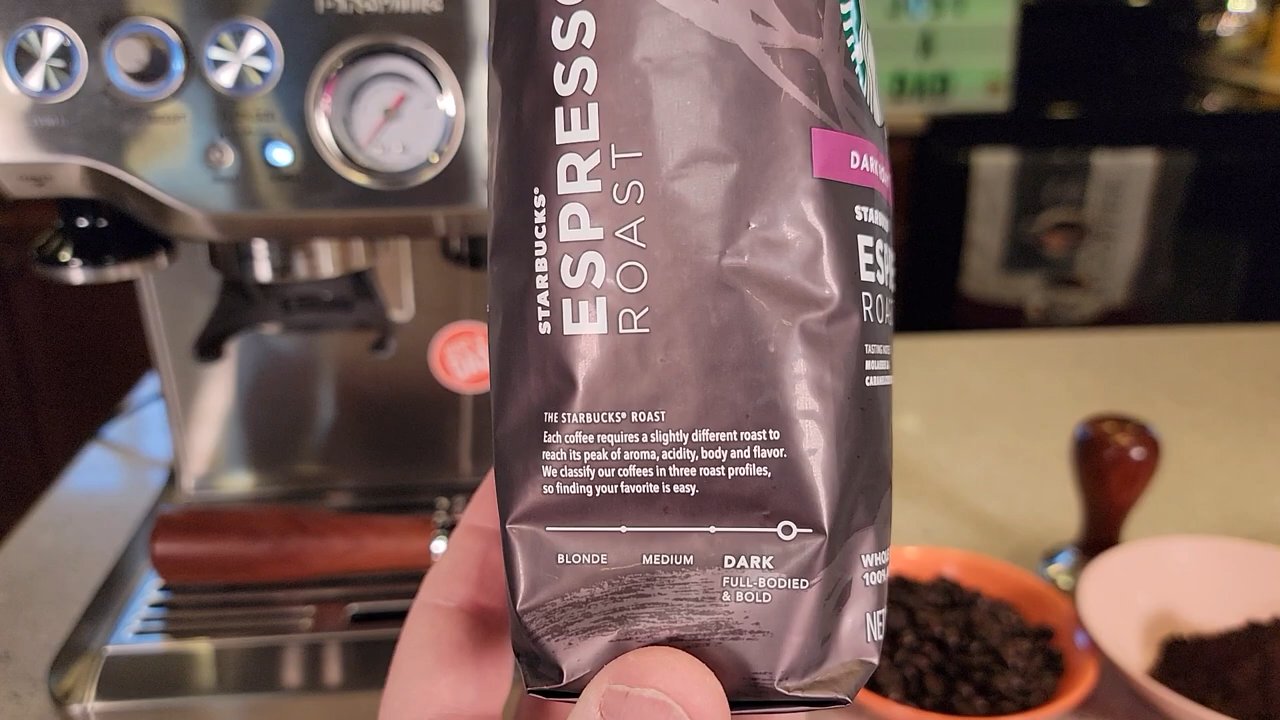 STARBUCKS®
ESPRESSO
ROAST
THE STARBUCKS® ROAST
Each coffee requires a slightly different roast to
reach its peak of aroma, acidity, body and flavor.
We classify our coffees in three roast profiles,
so finding your favorite is easy.
BLONDE
MEDIUM
DARK
FULL-BODIED
& BOLD
DARK
TASTING